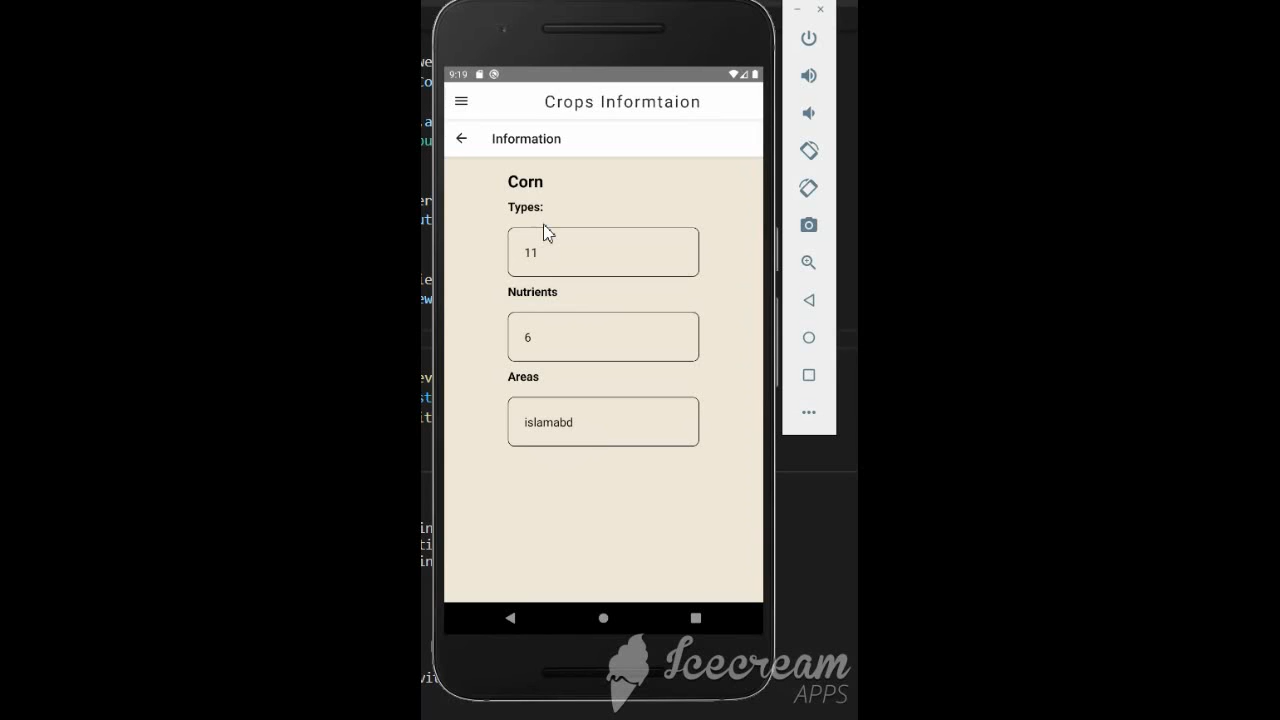 9:19
Crops Informtaion
Information
Corn
Types:
11
Nutrients
6
Areas
islamabd
Icecream
APPS